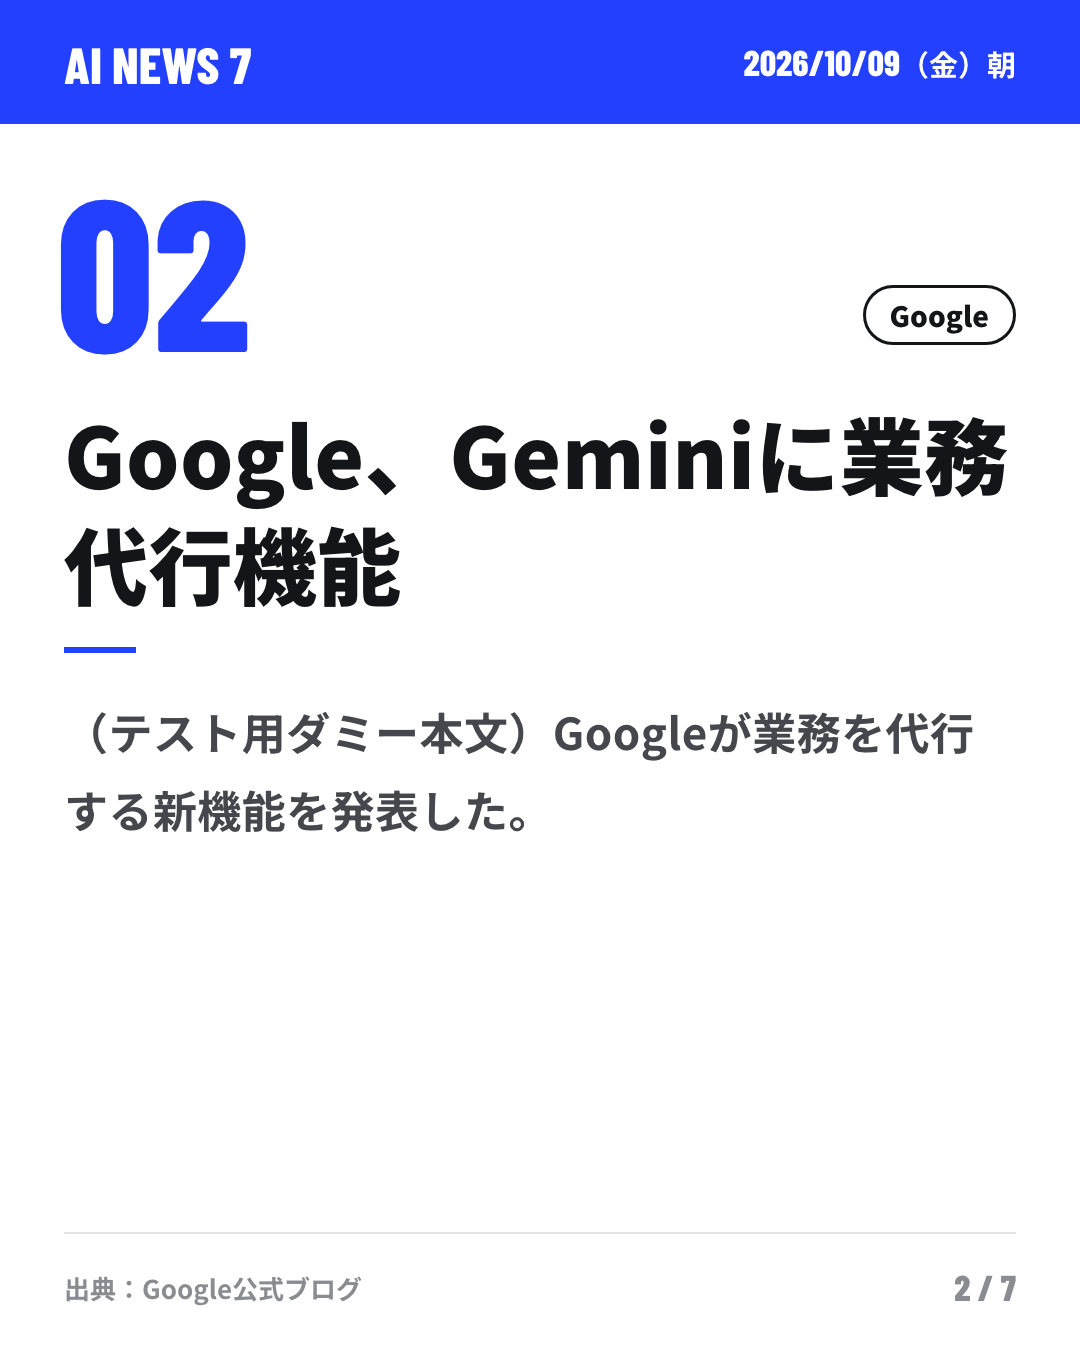 AI NEWS 7
2026/10/09（金）朝
02
Google
Google、Geminiに業務
代行機能
（テスト用ダミー本文）Googleが業務を代行
する新機能を発表した。
出典：Google公式ブログ
2 / 7